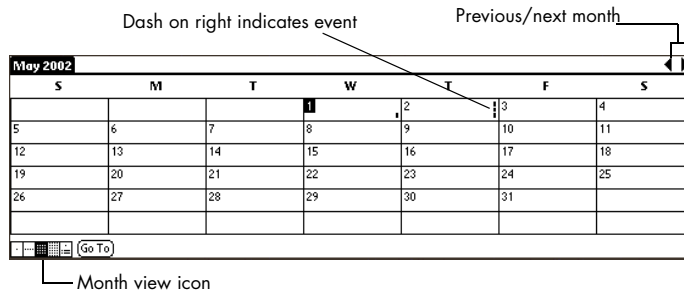 Previous/next month
Dash on right indicates event
May 2002
S M T W T F S
1 2 3 4
5 6 7 8 9 10 11
12 13 14 15 16 17 18
19 20 21 22 23 24 25
26 27 28 29 30 31
Go To
Month view icon